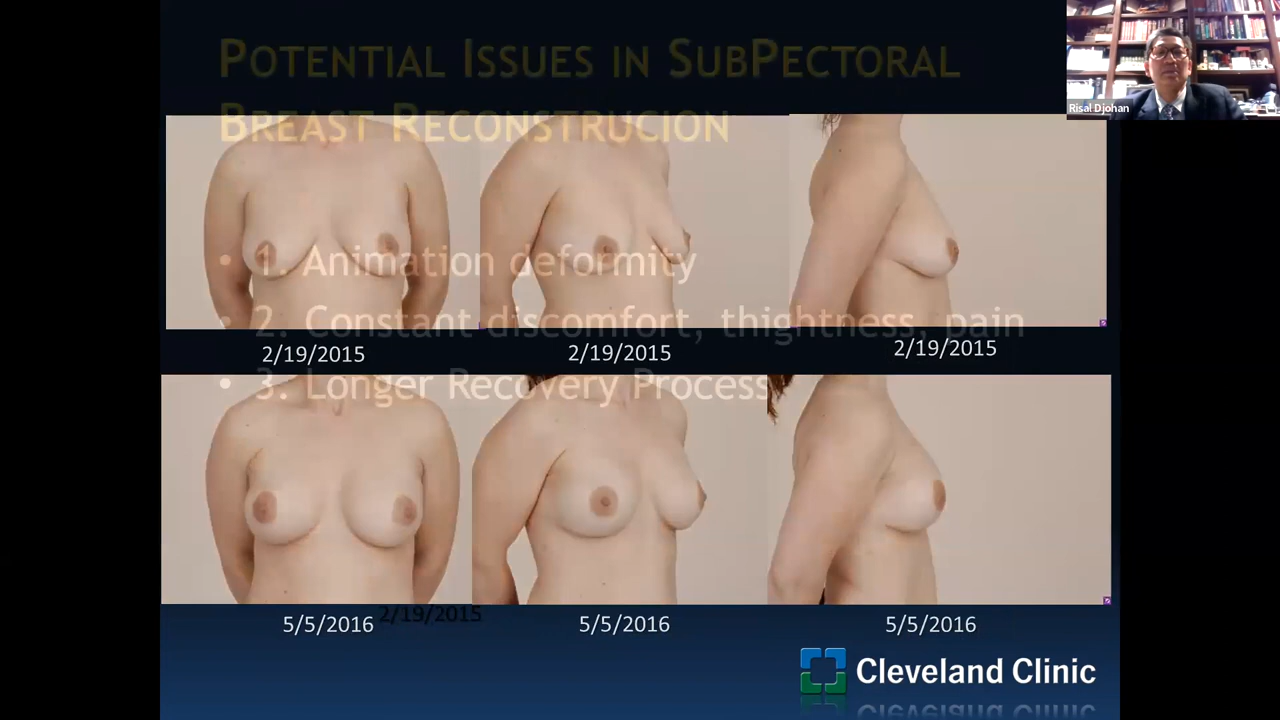 POTENTIAL ISSUES IN SUBPECTORAL
BREAST RECONSTRUCION
Risal Djohan
• 1. Animation deformity
• 2. Constant discomfort, thightness, pain
2/19/2015
2/19/2015
2/19/2015
• 3. Longer Recovery Process
2/19/2015
5/5/2016
5/5/2016
5/5/2016
Cleveland Clinic